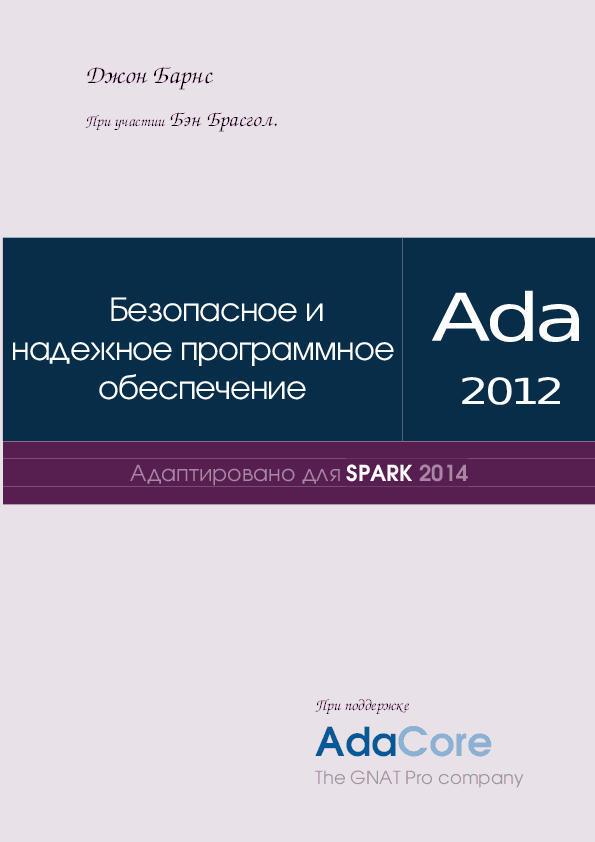 Джон Барнс
При участии Бэн Брасгол.
Безопасное и
надежное программное
обеспечение
Ada
2012
Адаптировано для SPARK 2014
При поддержке
AdaCore
The GNAT Pro company